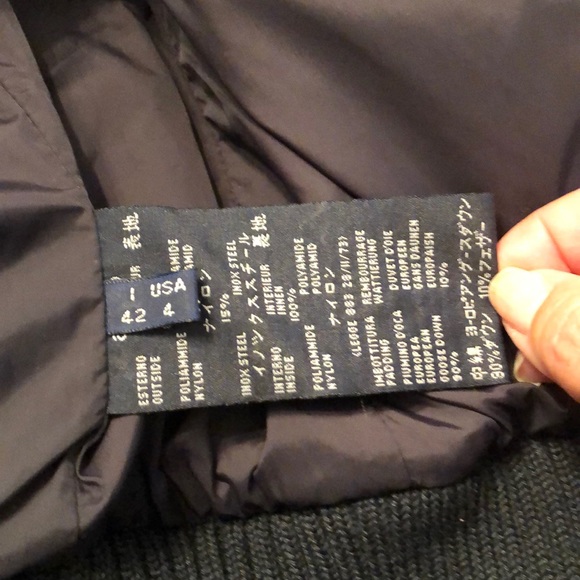 I USA
42 4
表地
ESTERNO
OUTSIDE
POLIAMMIDE
NYLON
ナイロン
15% INOX STEEL
INOX STEEL
イノックススチール
INTERNO INTERIEUR 裏地
INSIDE INNEN
100%
POLIAMMIDE POLYAMIDE
NYLON POLYAMID
ナイロン
(LEGGE 883 26/11/73)
IMBOTTITURA REMBOURRAGE
PADDING WATTIERUNG
PIUMINO D'OCA DUVET D'OIE
EUROPEAN GANS DAUNEN
EUROPEAN EUROPAISH
GOOSE DOWN 10%
90%
中綿 ヨーロピアングースダウン
90%ダウン 10%フェザー